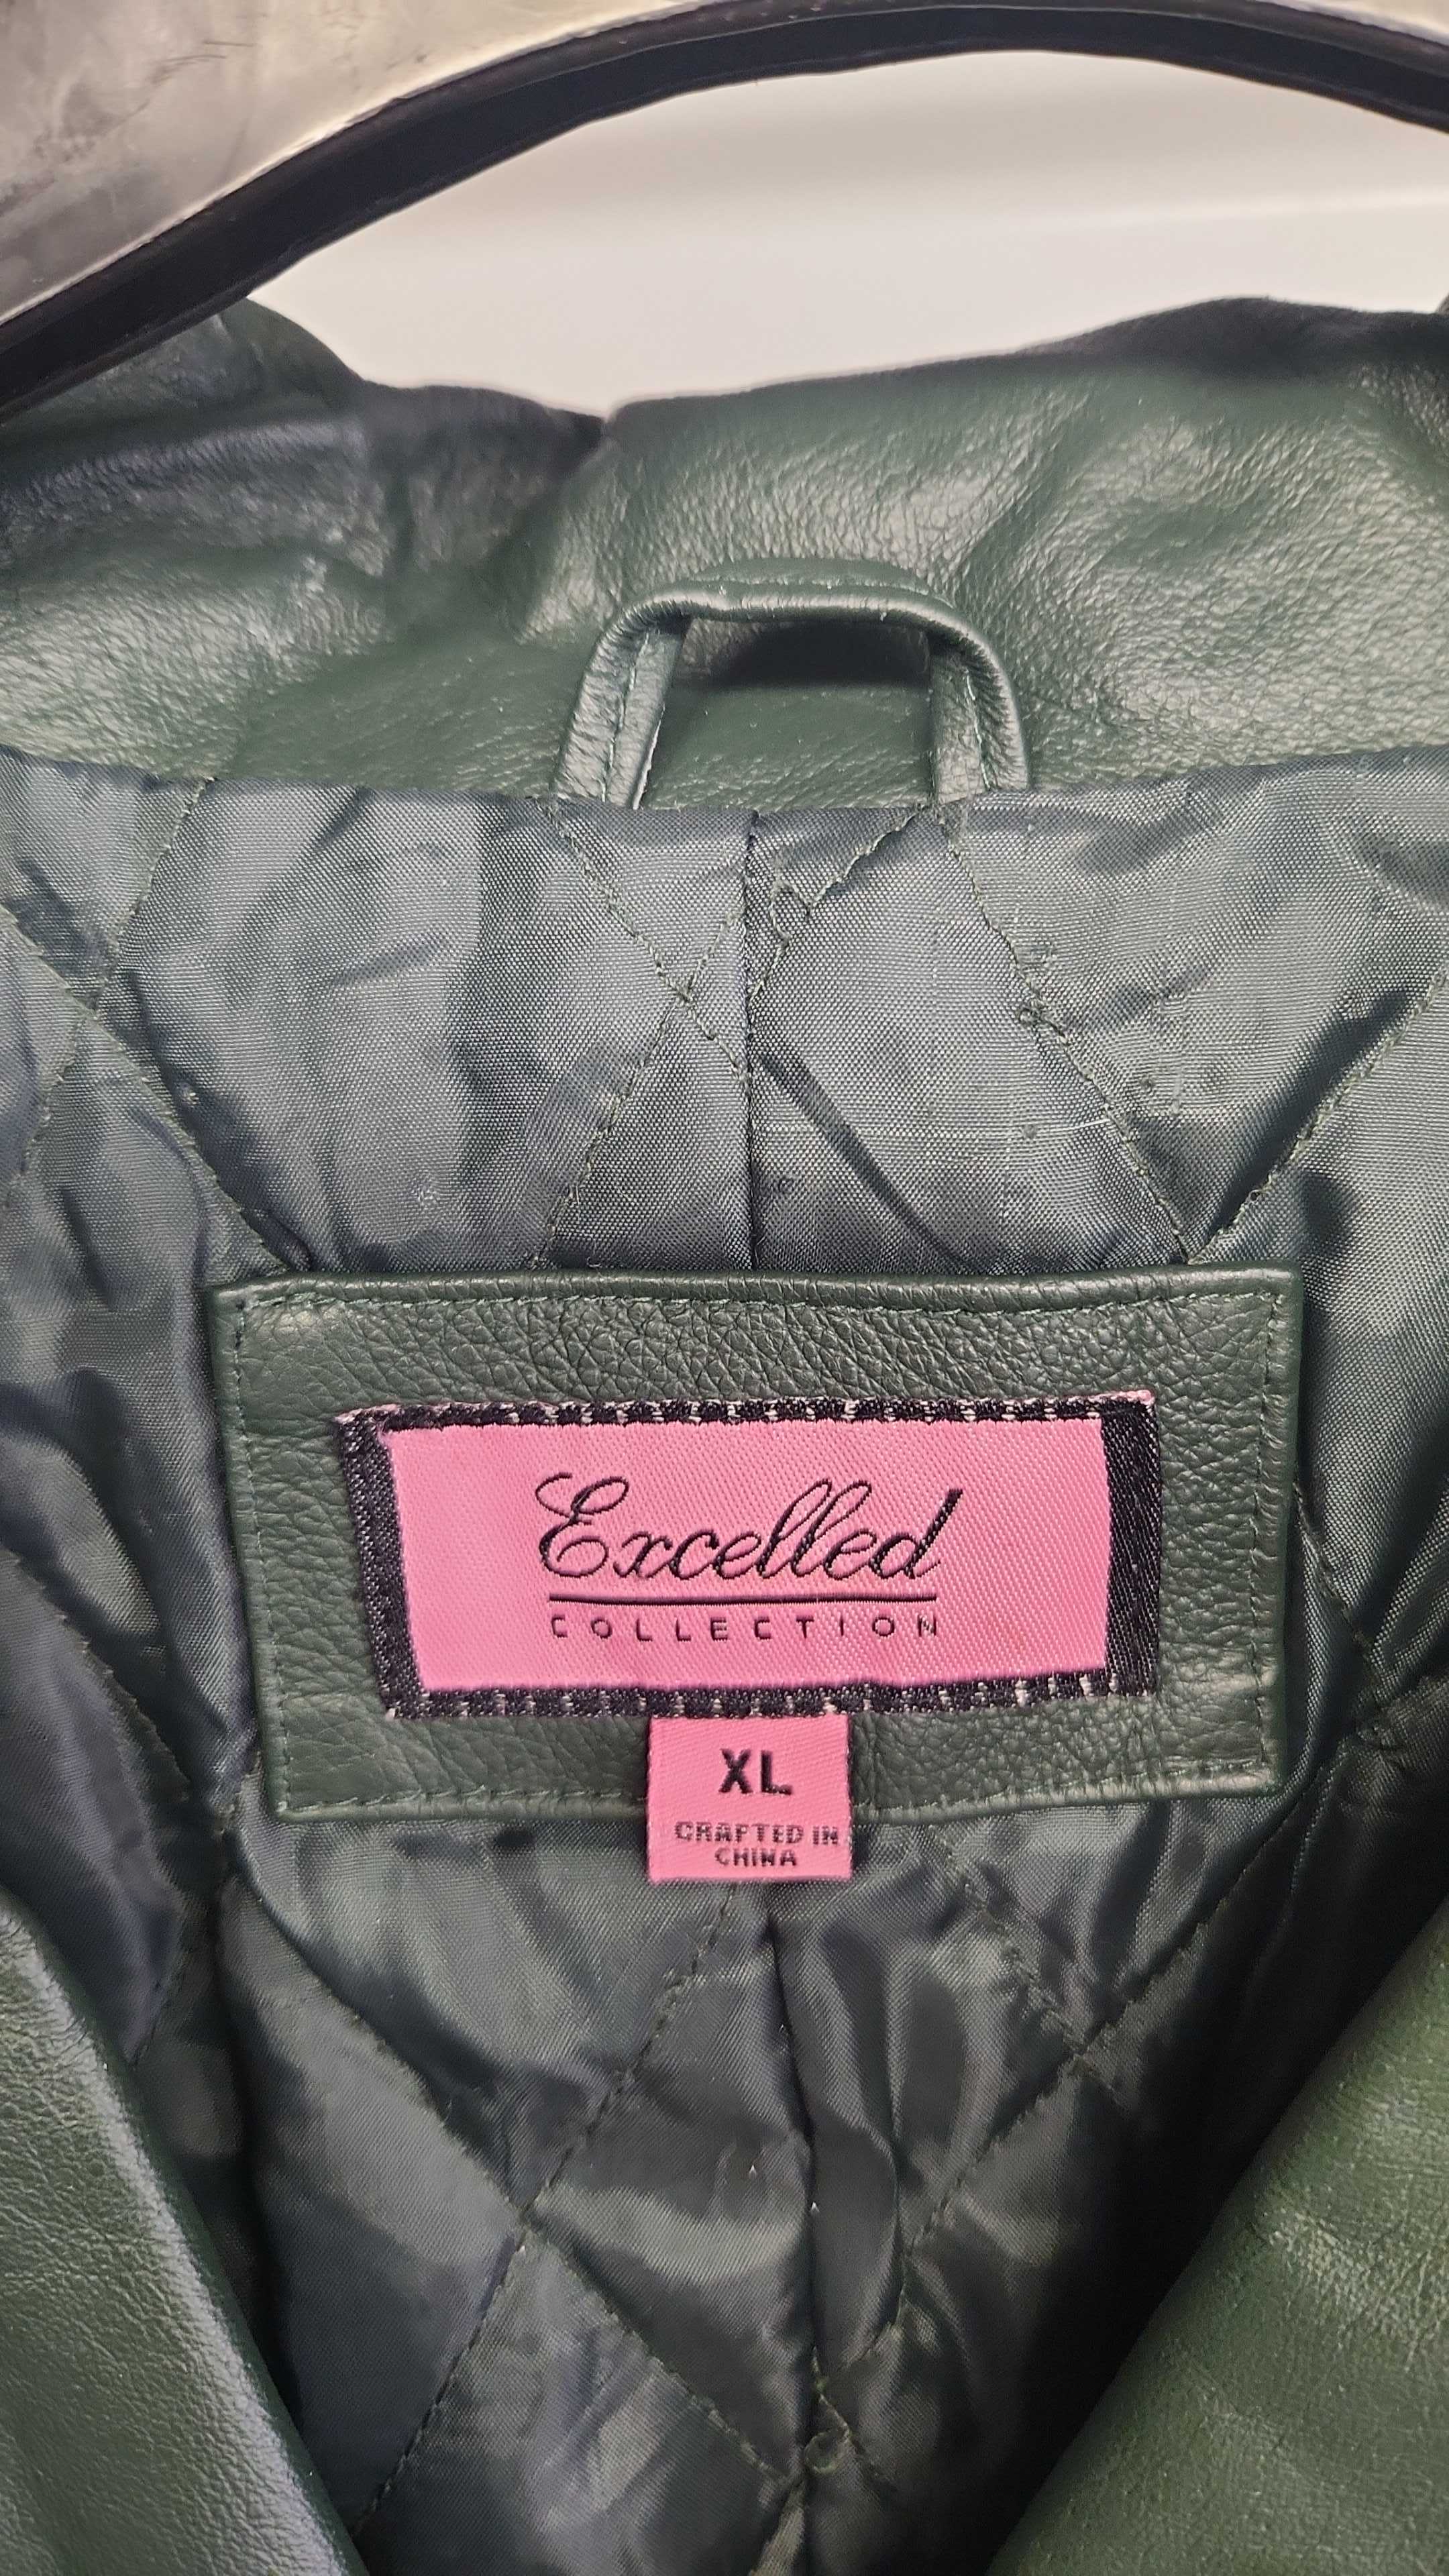 Excelled
COLLECTION
XL
CRAFTED IN
CHINA